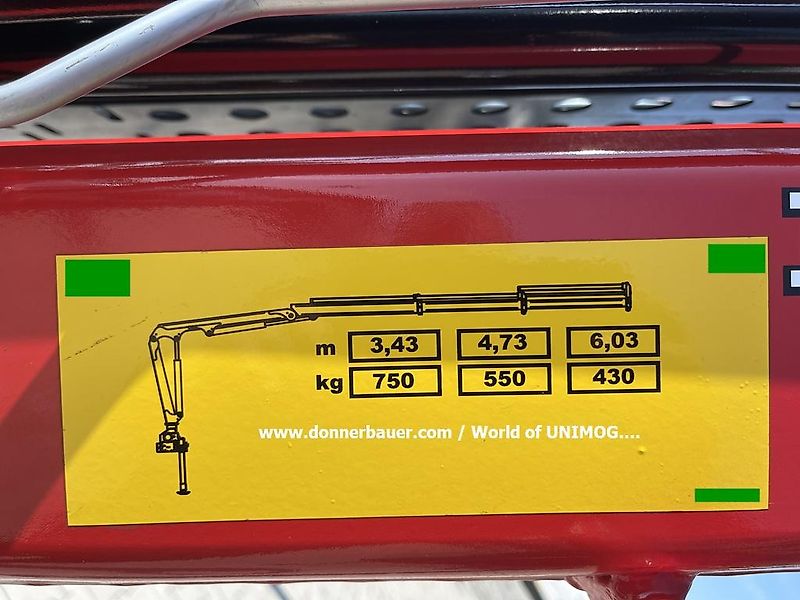 m 3,43 4,73 6,03
kg 750 550 430
www.donnerbauer.com / World of UNIMOG....